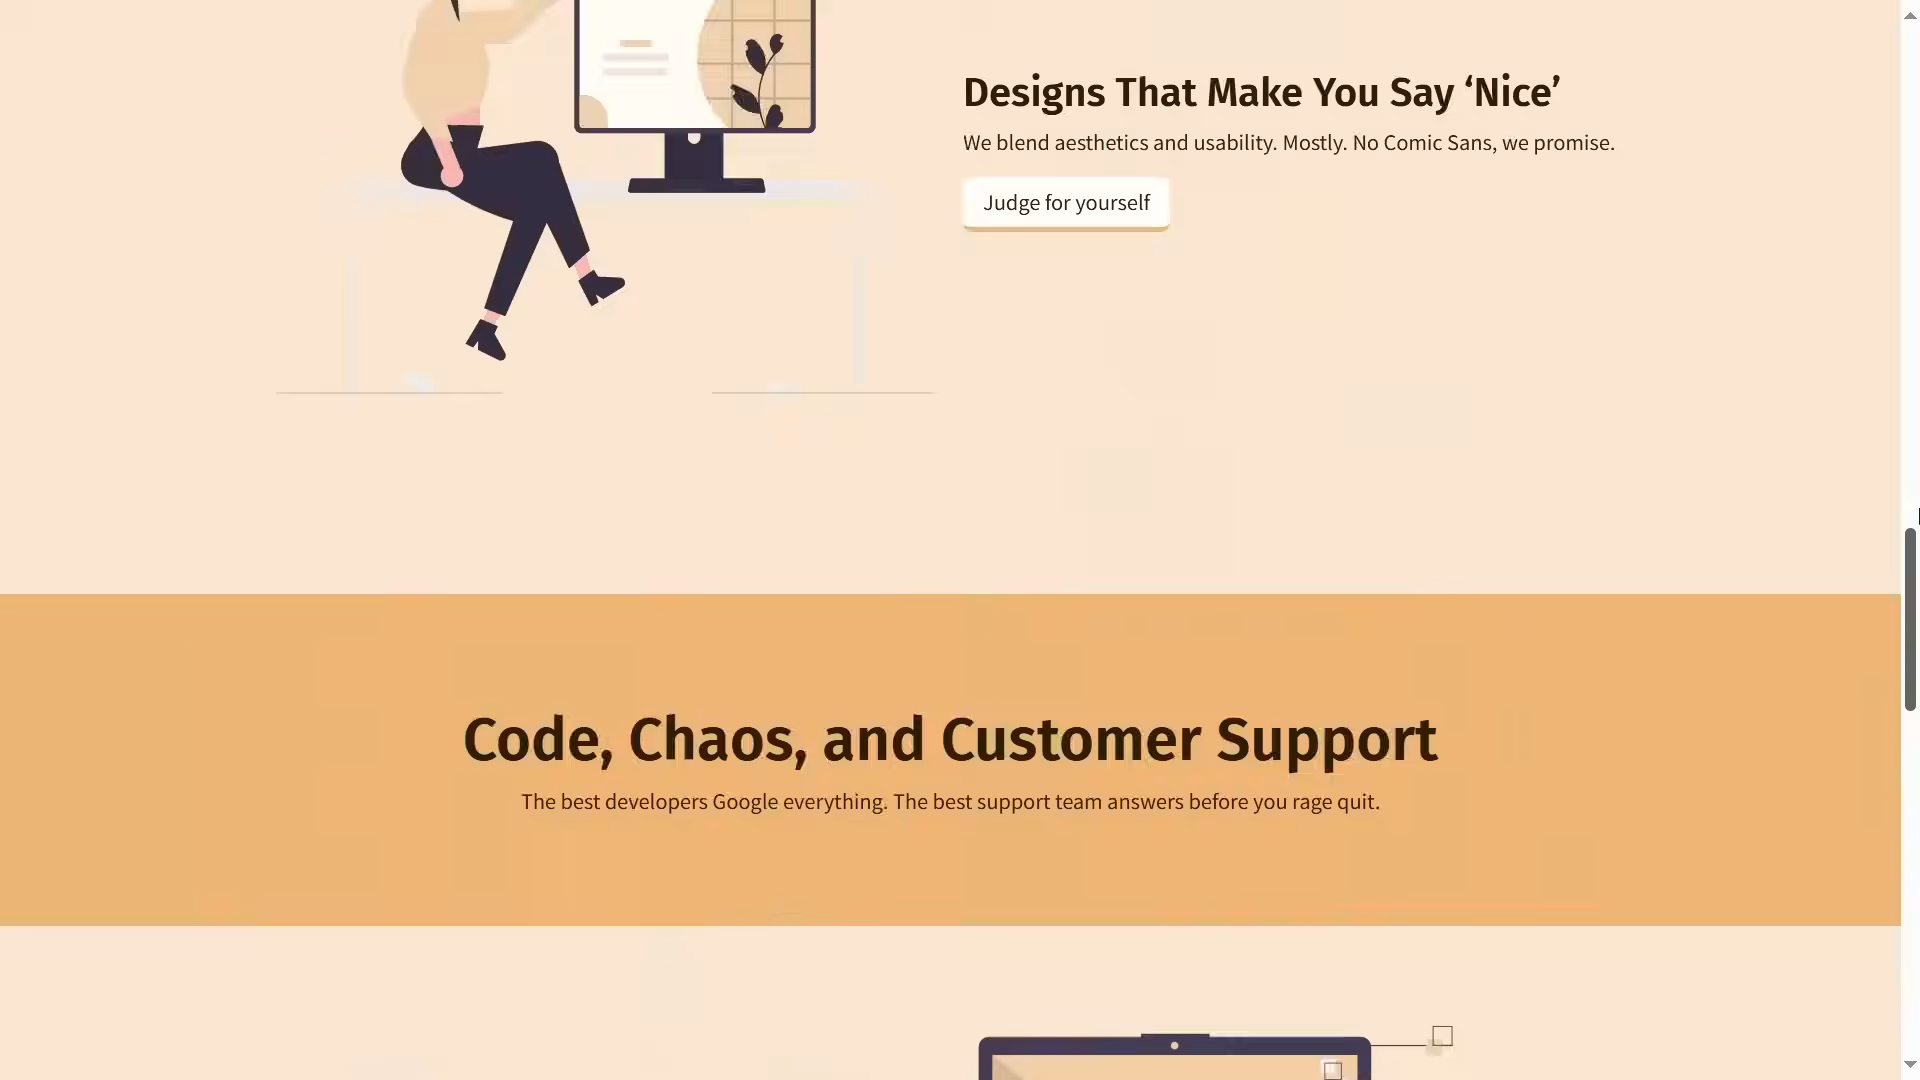 Designs That Make You Say ‘Nice’
We blend aesthetics and usability. Mostly. No Comic Sans, we promise.
Judge for yourself
Code, Chaos, and Customer Support
The best developers Google everything. The best support team answers before you rage quit.